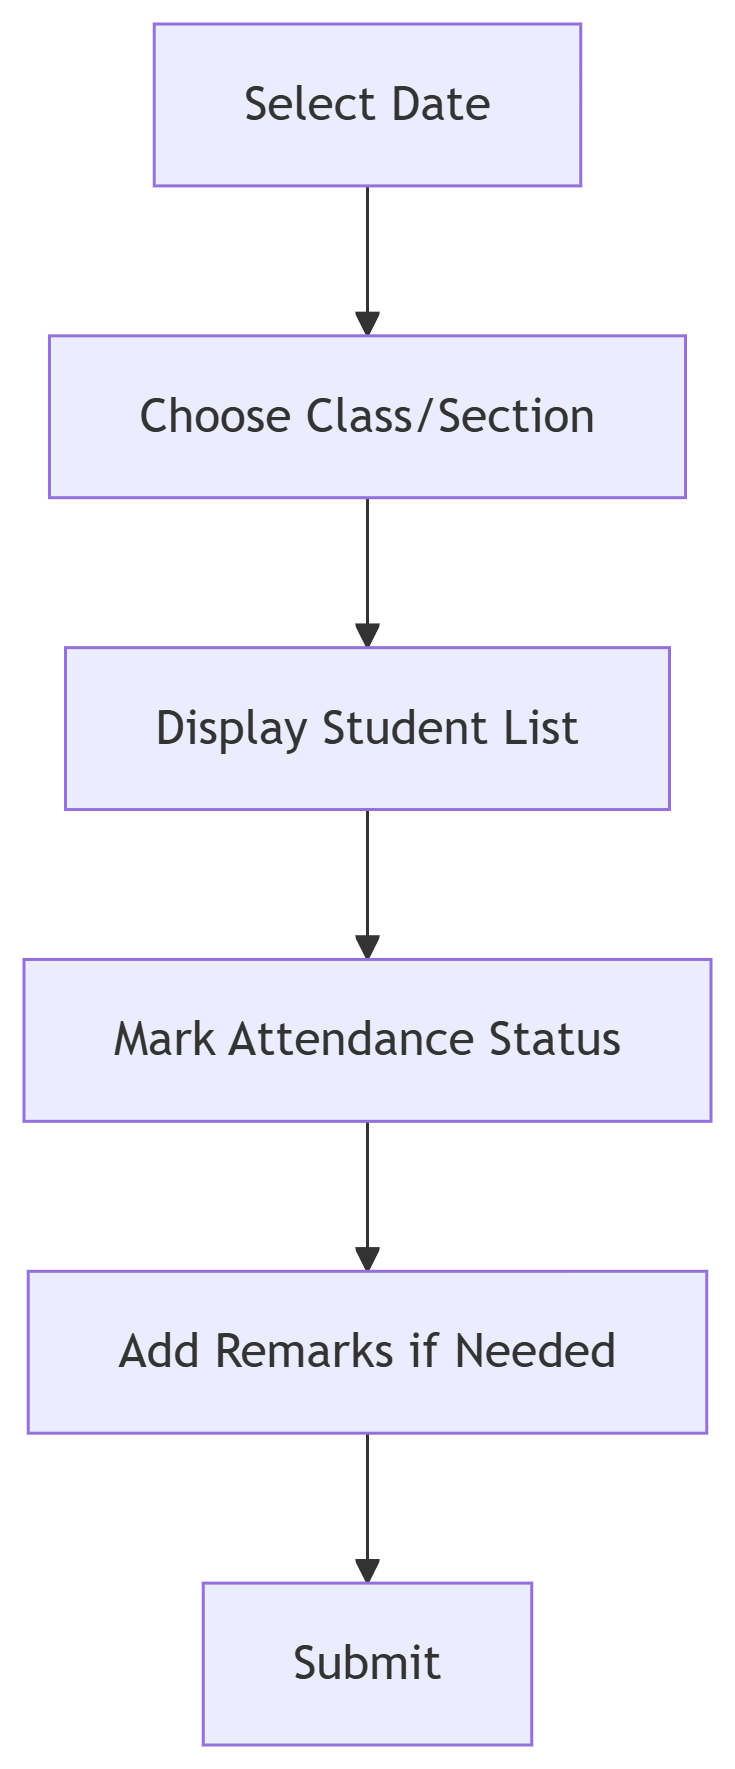 Select Date
Choose Class/Section
Display Student List
Mark Attendance Status
Add Remarks if Needed
Submit